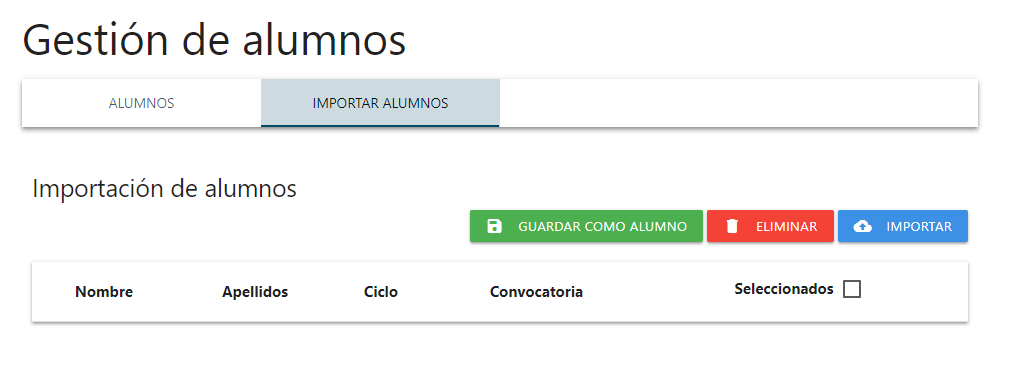 Gestión de alumnos
ALUMNOS IMPORTAR ALUMNOS
Importación de alumnos
GUARDAR COMO ALUMNO ELIMINAR IMPORTAR
Nombre Apellidos Ciclo Convocatoria Seleccionados